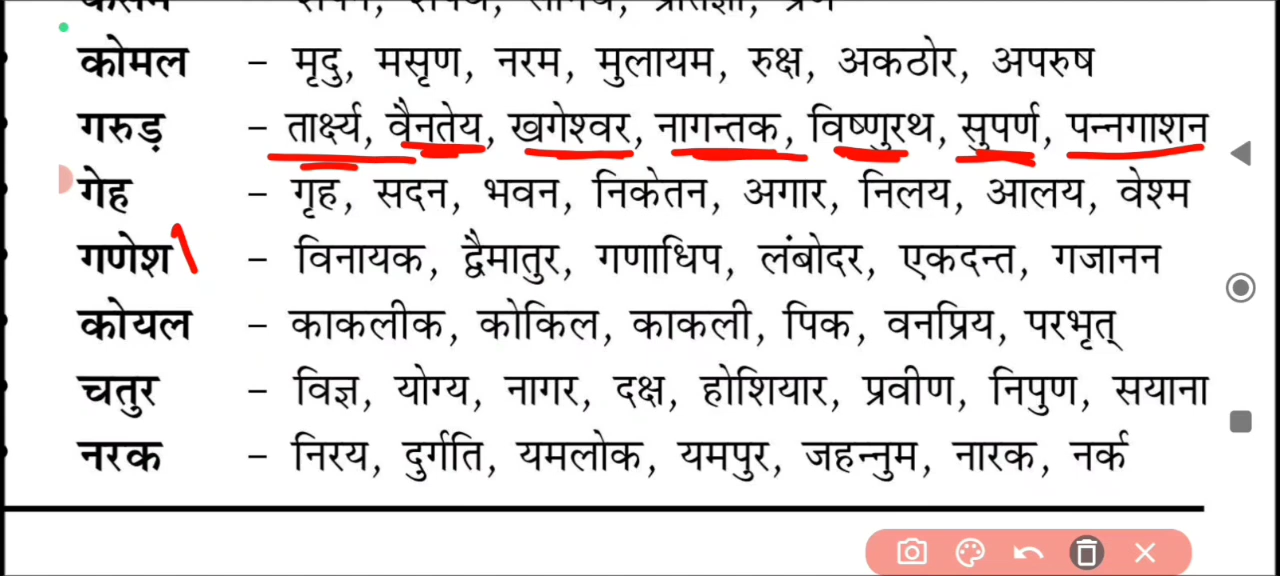 कोमल – मृदु, मसृण, नरम, मुलायम, रुक्ष, अकठोर, अपरुष
गरुड़ – तार्क्ष्य, वैनतेय, खगेश्वर, नागन्तक, विष्णुरथ, सुपर्ण, पन्नगाशन
गेह – गृह, सदन, भवन, निकेतन, अगार, निलय, आलय, वेश्म
गणेश – विनायक, द्वैमातुर, गणाधिप, लंबोदर, एकदन्त, गजानन
कोयल – काकलीक, कोकिल, काकली, पिक, वनप्रिय, परभृत्
चतुर – विज्ञ, योग्य, नागर, दक्ष, होशियार, प्रवीण, निपुण, सयाना
नरक – निरय, दुर्गति, यमलोक, यमपुर, जहन्नुम, नारक, नर्क